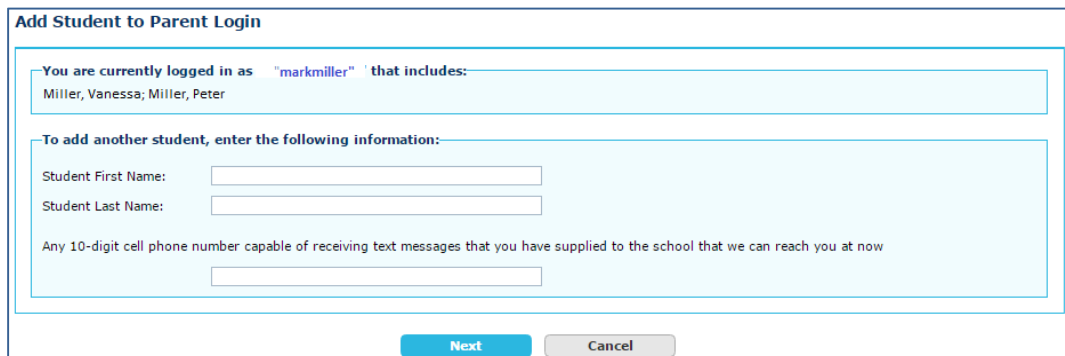 Add Student to Parent Login
You are currently logged in as "markmiller" ' that includes:
Miller, Vanessa; Miller, Peter
To add another student, enter the following information:
Student First Name:
Student Last Name:
Any 10-digit cell phone number capable of receiving text messages that you have supplied to the school that we can reach you at now
Next Cancel